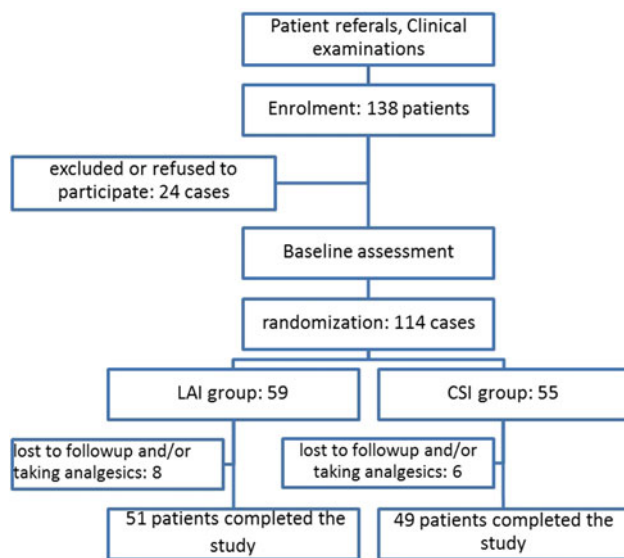 Patient referrals, Clinical
examinations
Enrolment: 138 patients
excluded or refused to
participate: 24 cases
Baseline assessment
randomization: 114 cases
LAI group: 59
CSI group: 55
lost to followup and/or
taking analgesics: 8
lost to followup and/or
taking analgesics: 6
51 patients completed the
study
49 patients completed the
study